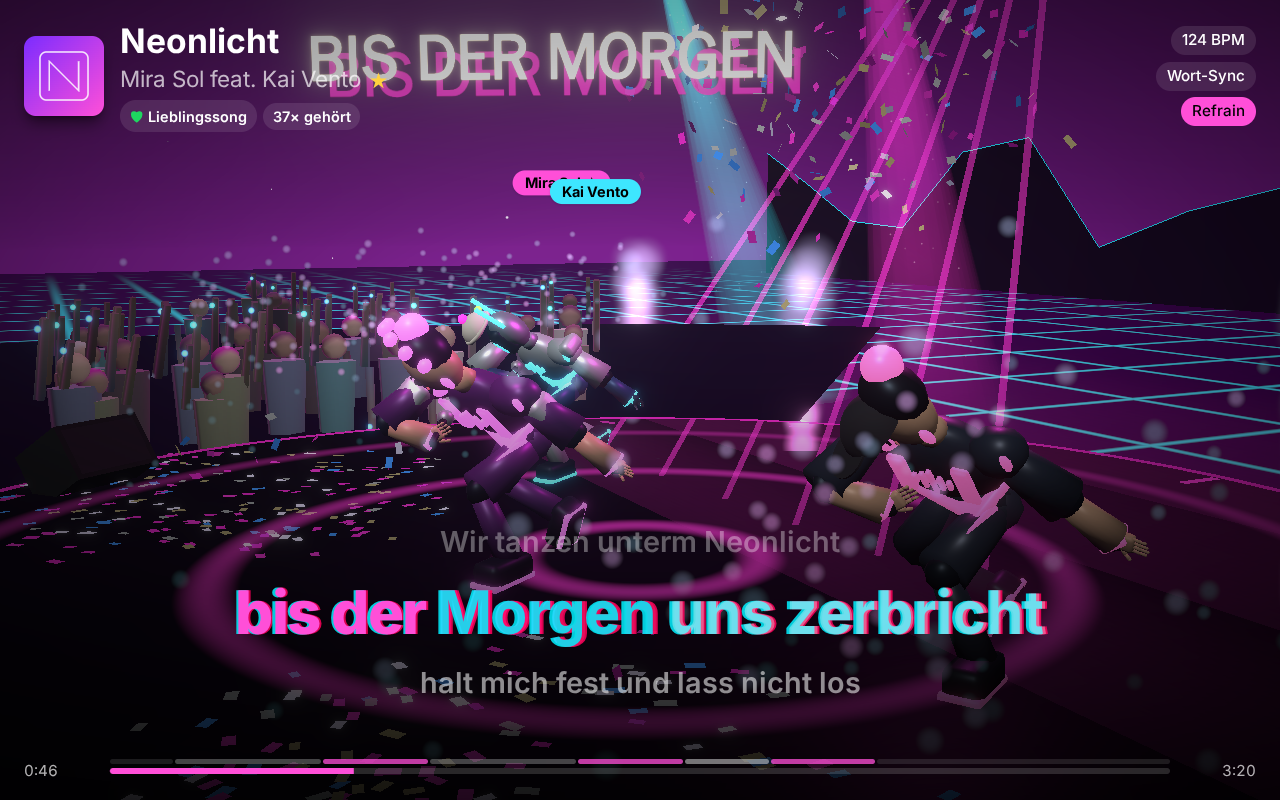 Neonlicht
Mira Sol feat. Kai Vento
Lieblingssong
37× gehört
BIS DER MORGEN
124 BPM
Wort-Sync
Refrain
Kai Vento
Wir tanzen unterm Neonlicht
bis der Morgen uns zerbricht
halt mich fest und lass nicht los
0:46
3:20